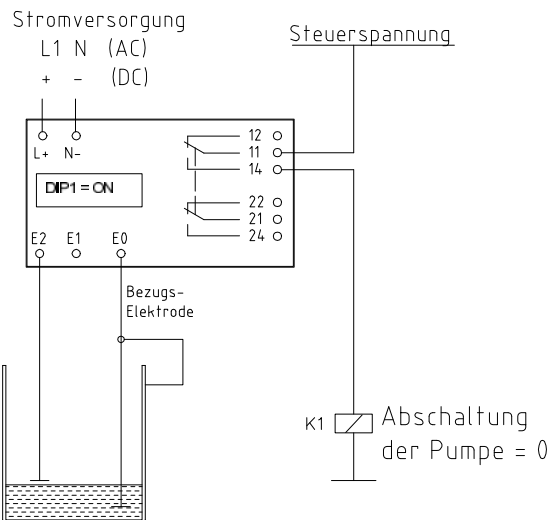 Stromversorgung
L1 N (AC)
+ - (DC)
Steuerspannung
L+ N-
DIP1 = ON
12
11
14
22
21
24
E2 E1 E0
Bezugs-
Elektrode
K1
Abschaltung
der Pumpe = 0